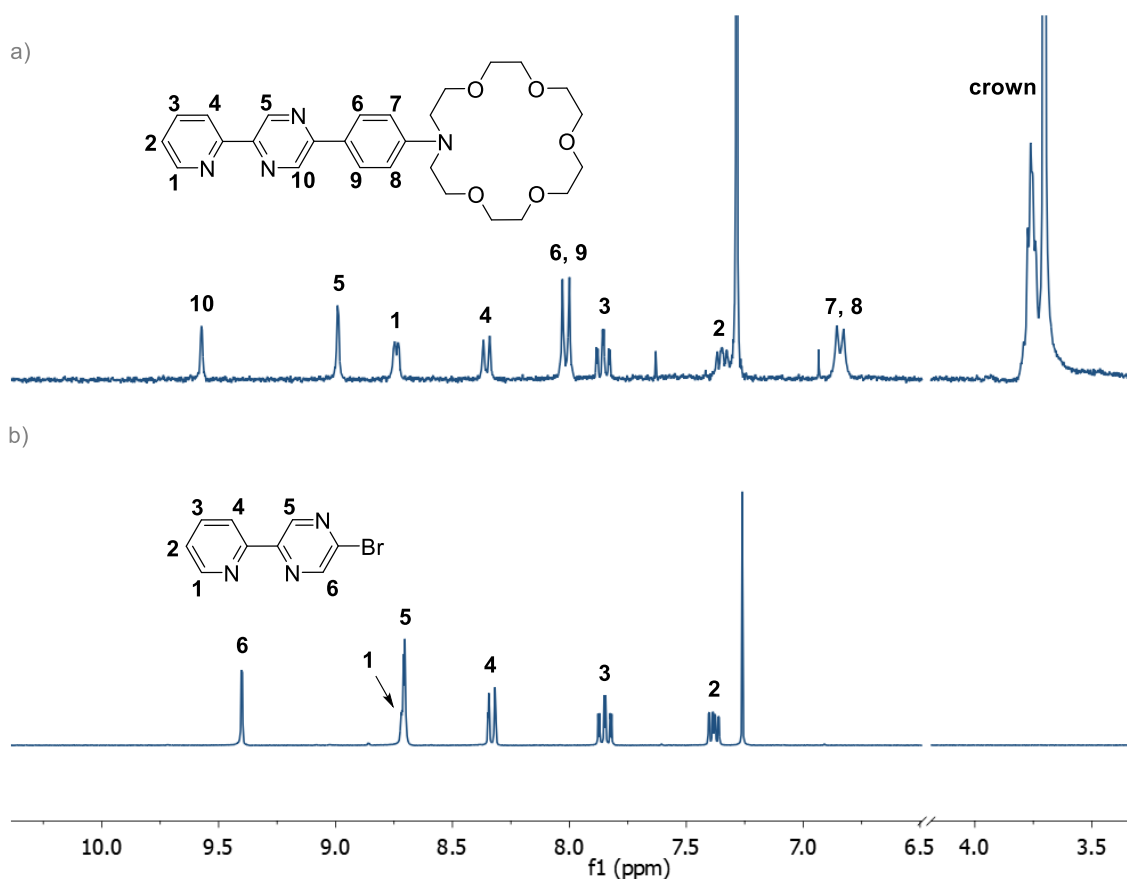 a)
crown
3 4 5 N 6 7
2
N N 10 9 8 N
1
O O O O O
6, 9
10 5 1 4 3 2 7, 8
b)
3 4 5 N
2 Br
N N
1 6
6 1 5 4 3 2
10.0 9.5 9.0 8.5 8.0 7.5 7.0 6.5 4.0 3.5
f1 (ppm)